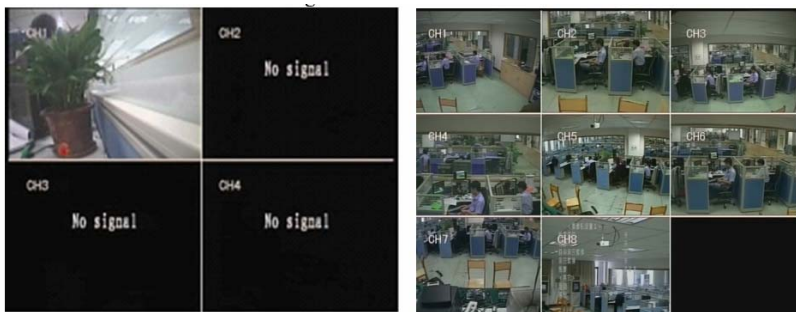 CH1
CH2
No signal
CH3
No signal
CH4
No signal
CH1
CH2
CH3
CH4
CH5
CH6
CH7
CH8